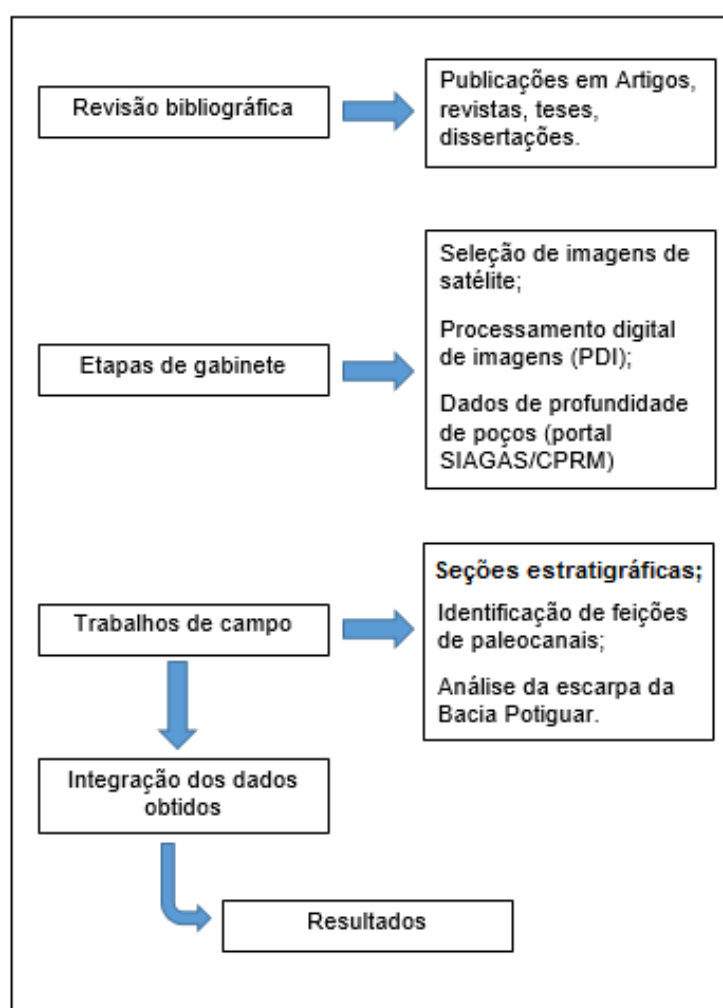 Revisão bibliográfica
Publicações em Artigos,
revistas, teses,
dissertações.
Etapas de gabinete
Seleção de imagens de
satélite;
Processamento digital
de imagens (PDI);
Dados de profundidade
de poços (portal
SIAGAS/CPRM)
Trabalhos de campo
Seções estratigráficas;
Identificação de feições
de paleocanais;
Análise da escarpa da
Bacia Potiguar.
Integração dos dados
obtidos
Resultados